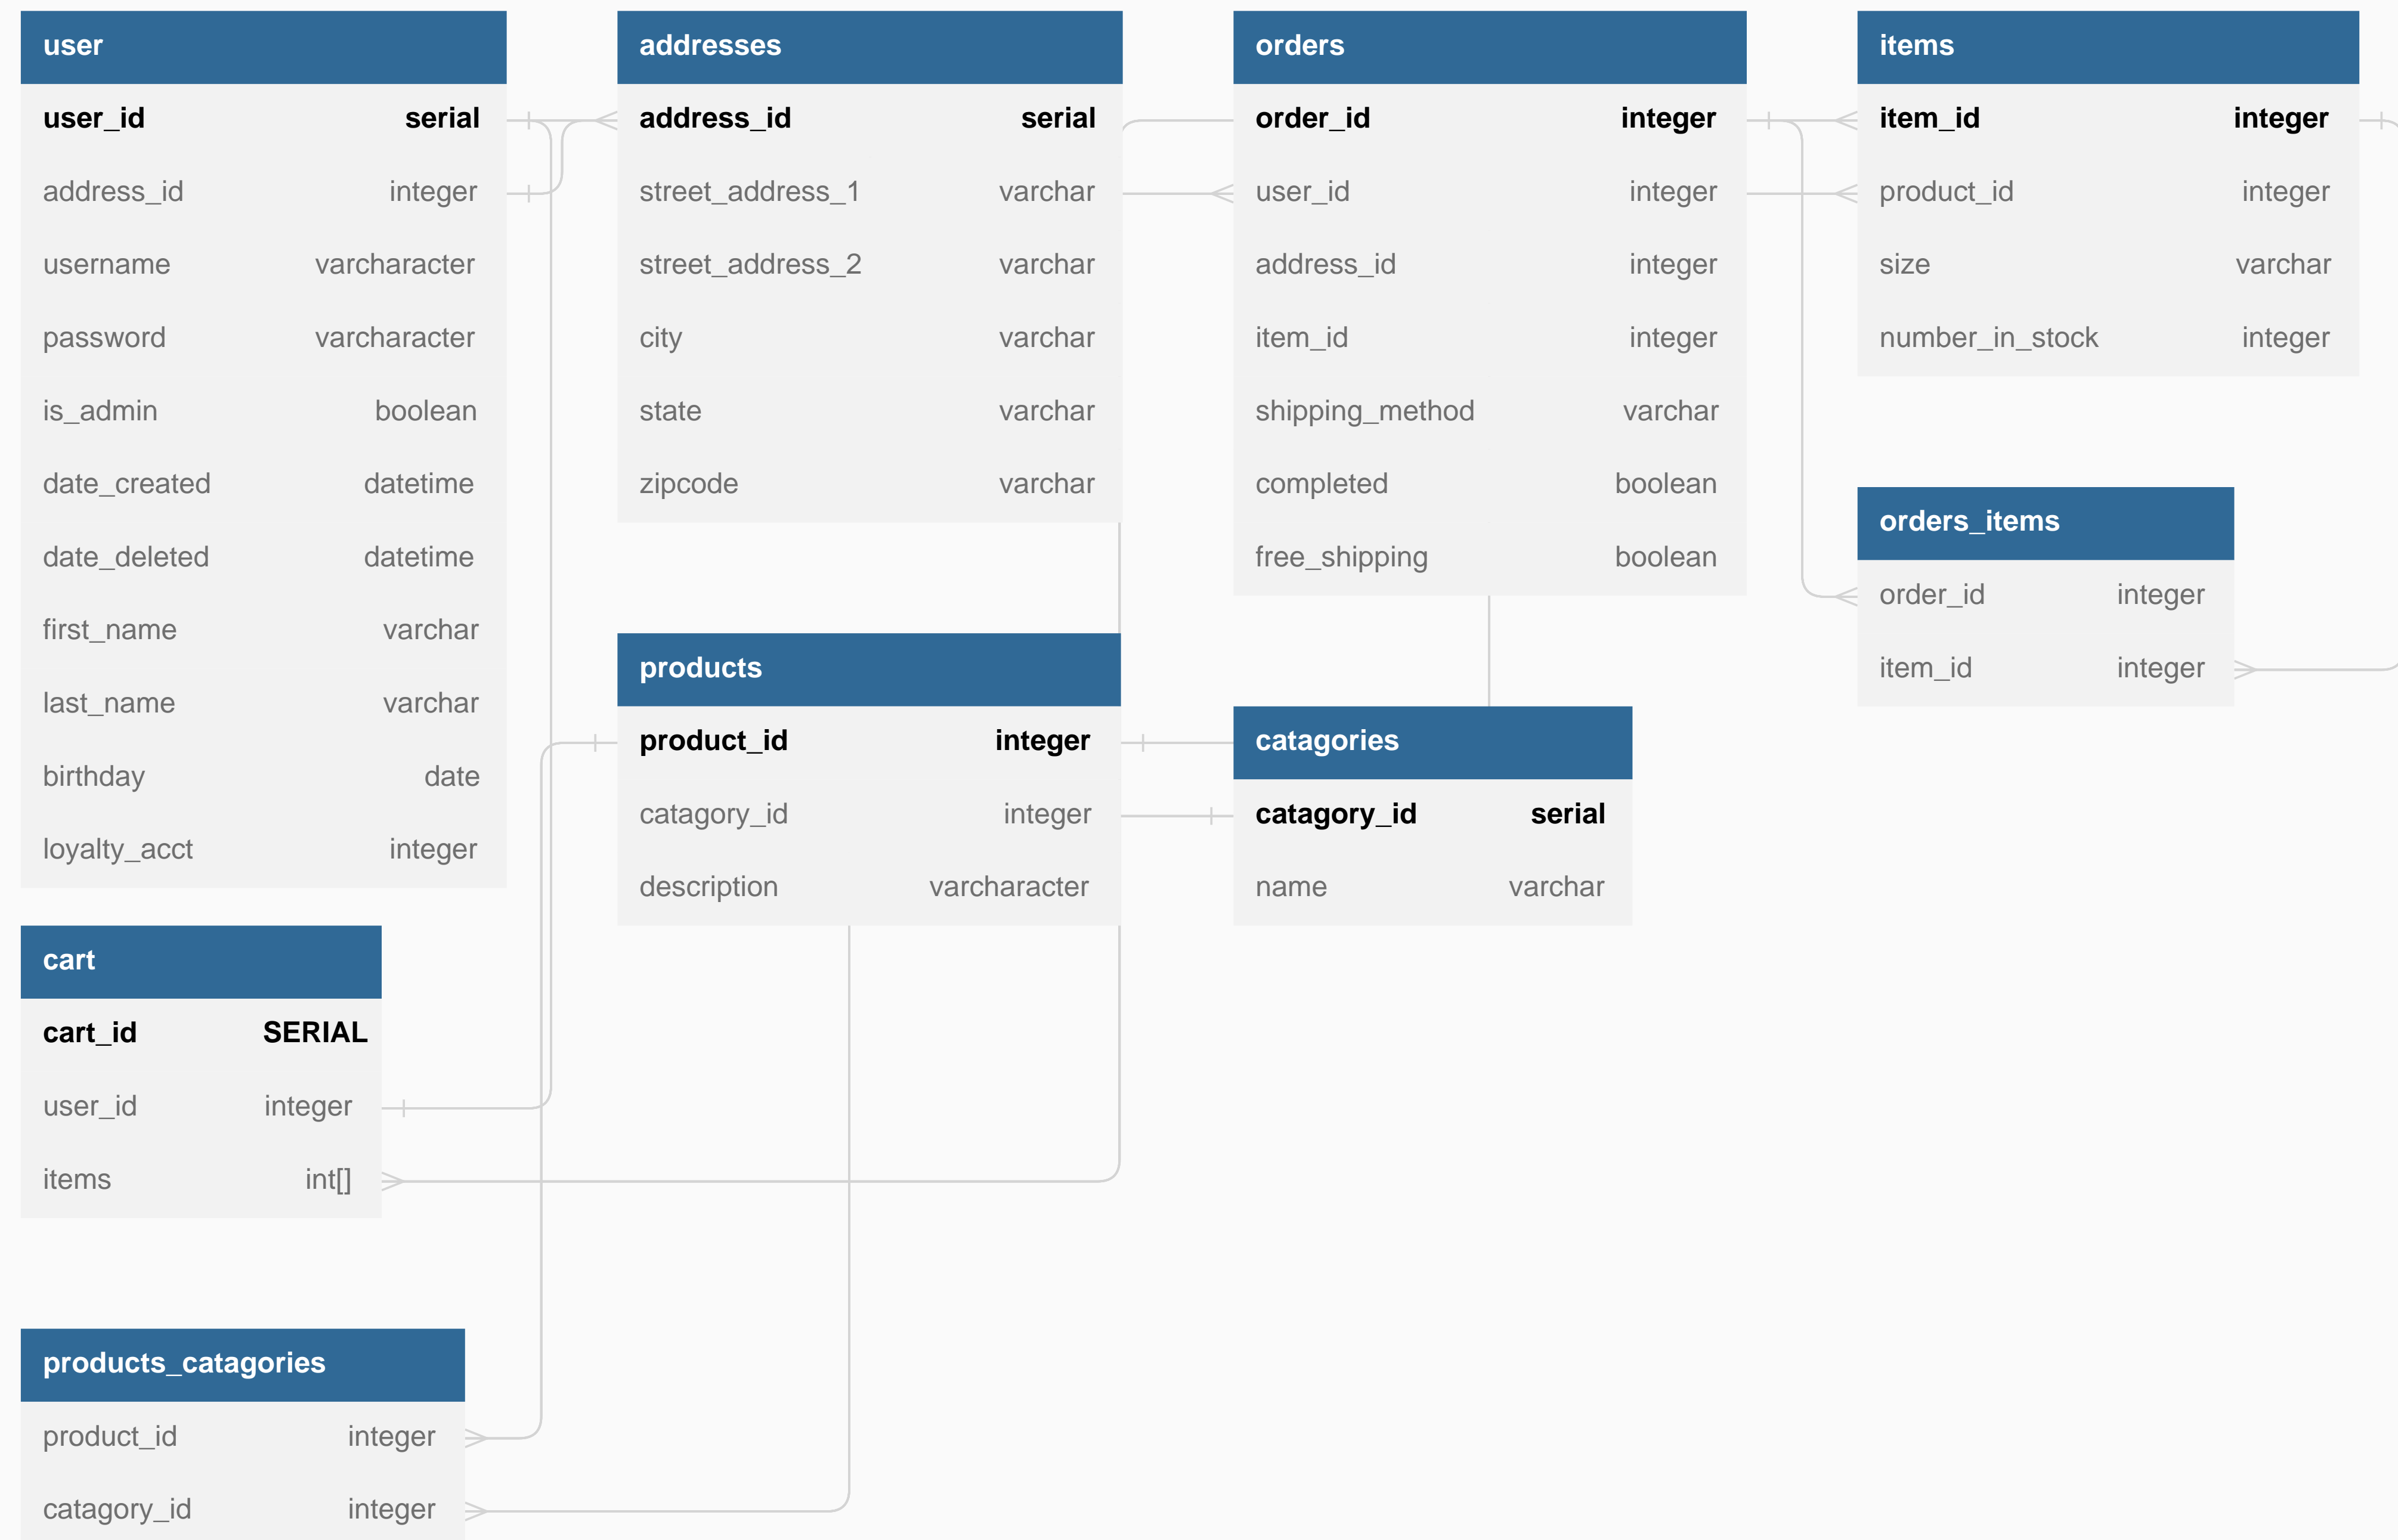 user
user_id serial
address_id integer
username varcharacter
password varcharacter
is_admin boolean
date_created datetime
date_deleted datetime
first_name varchar
last_name varchar
birthday date
loyalty_acct integer
addresses
address_id serial
street_address_1 varchar
street_address_2 varchar
city varchar
state varchar
zipcode varchar
orders
order_id integer
user_id integer
address_id integer
item_id integer
shipping_method varchar
completed boolean
free_shipping boolean
items
item_id integer
product_id integer
size varchar
number_in_stock integer
orders_items
order_id integer
item_id integer
products
product_id integer
catagory_id integer
description varcharacter
catagories
catagory_id serial
name varchar
cart
cart_id SERIAL
user_id integer
items int[]
products_catagories
product_id integer
catagory_id integer